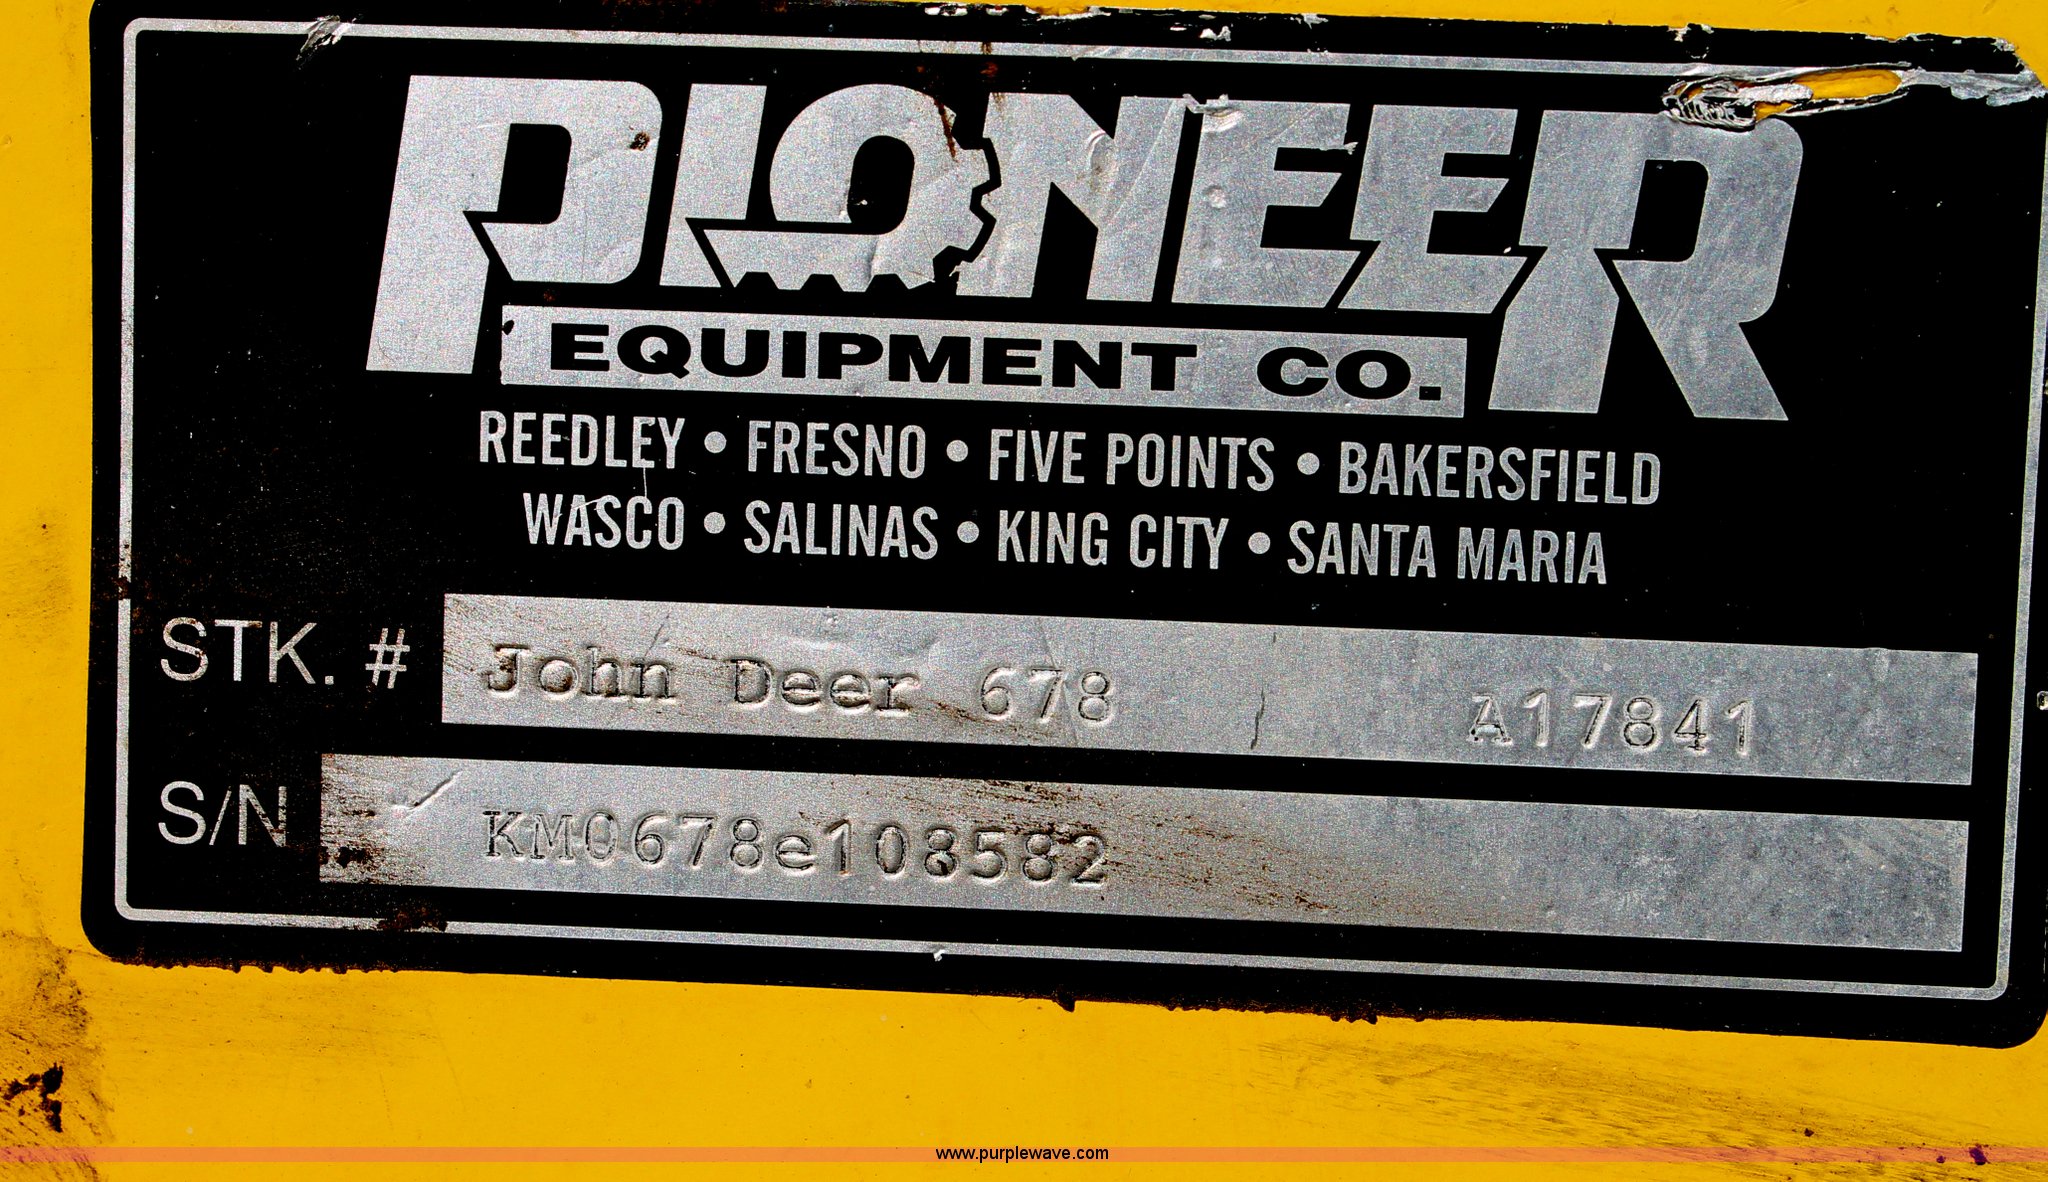 PIONEER
EQUIPMENT CO.
REEDLEY • FRESNO • FIVE POINTS • BAKERSFIELD
WASCO • SALINAS • KING CITY • SANTA MARIA
STK. # John Deer 678 A17841
S/N KM0678e108582
www.purplewave.com